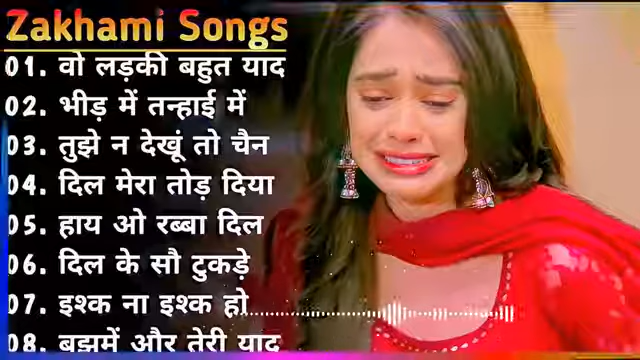 Zakhami Songs
01. वो लड़की बहुत याद
02. भीड़ में तन्हाई में
03. तुझे न देखूं तो चैन
04. दिल मेरा तोड़ दिया
05. हाय ओ रब्बा दिल
06. दिल के सौ टुकड़े
07. इश्क ना इश्क हो
08. बझमें और तेरी याद